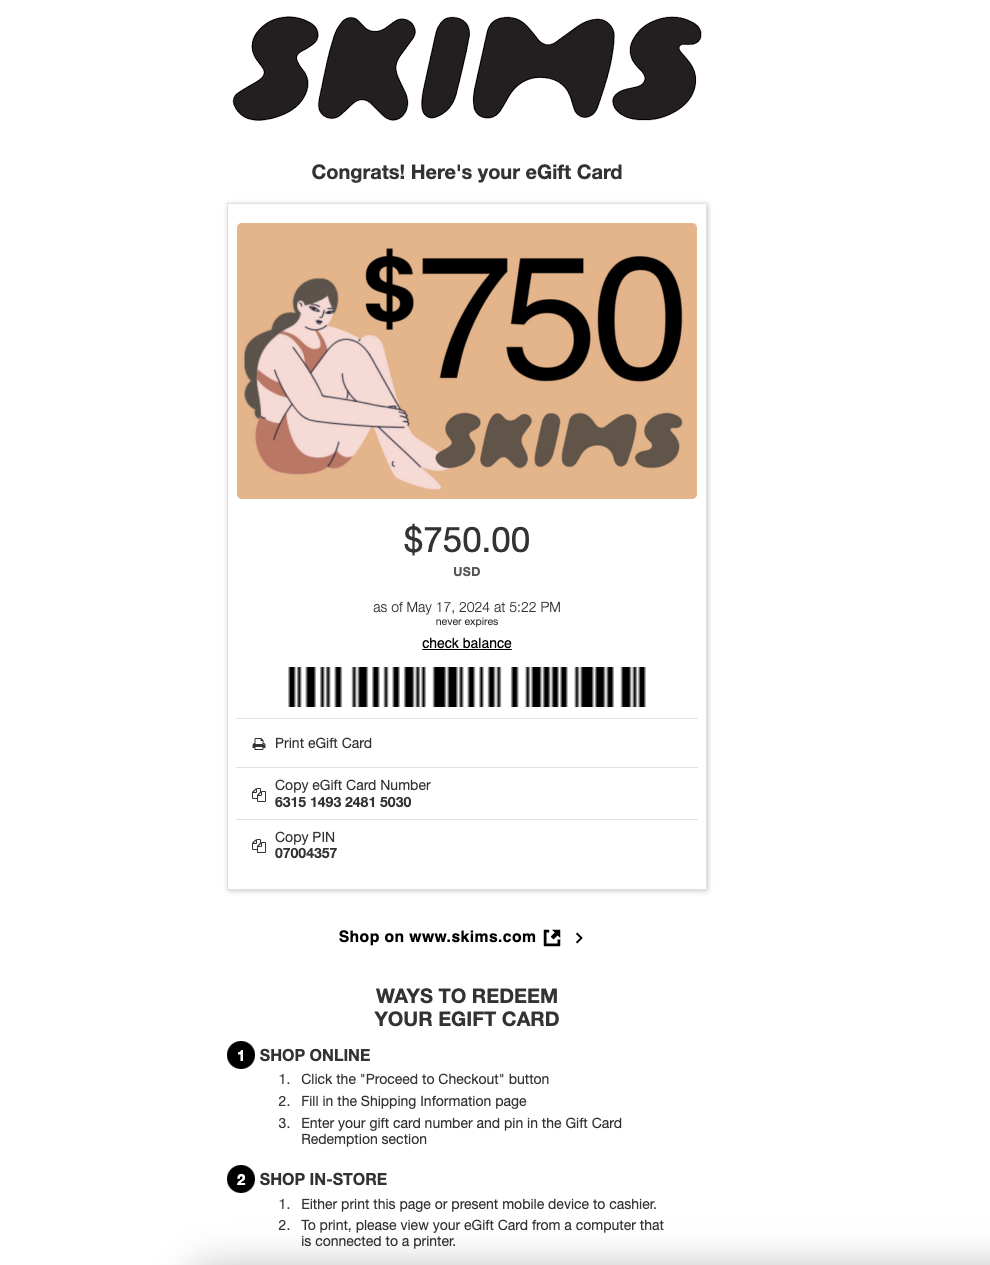 SKIMS
Congrats! Here's your eGift Card
$750
SKIMS
$750.00
USD
as of May 17, 2024 at 5:22 PM
never expires
check balance
Print eGift Card
Copy eGift Card Number
6315 1493 2481 5030
Copy PIN
07004357
Shop on www.skims.com
WAYS TO REDEEM
YOUR EGIFT CARD
1 SHOP ONLINE
1. Click the "Proceed to Checkout" button
2. Fill in the Shipping Information page
3. Enter your gift card number and pin in the Gift Card
Redemption section
2 SHOP IN-STORE
1. Either print this page or present mobile device to cashier.
2. To print, please view your eGift Card from a computer that
is connected to a printer.